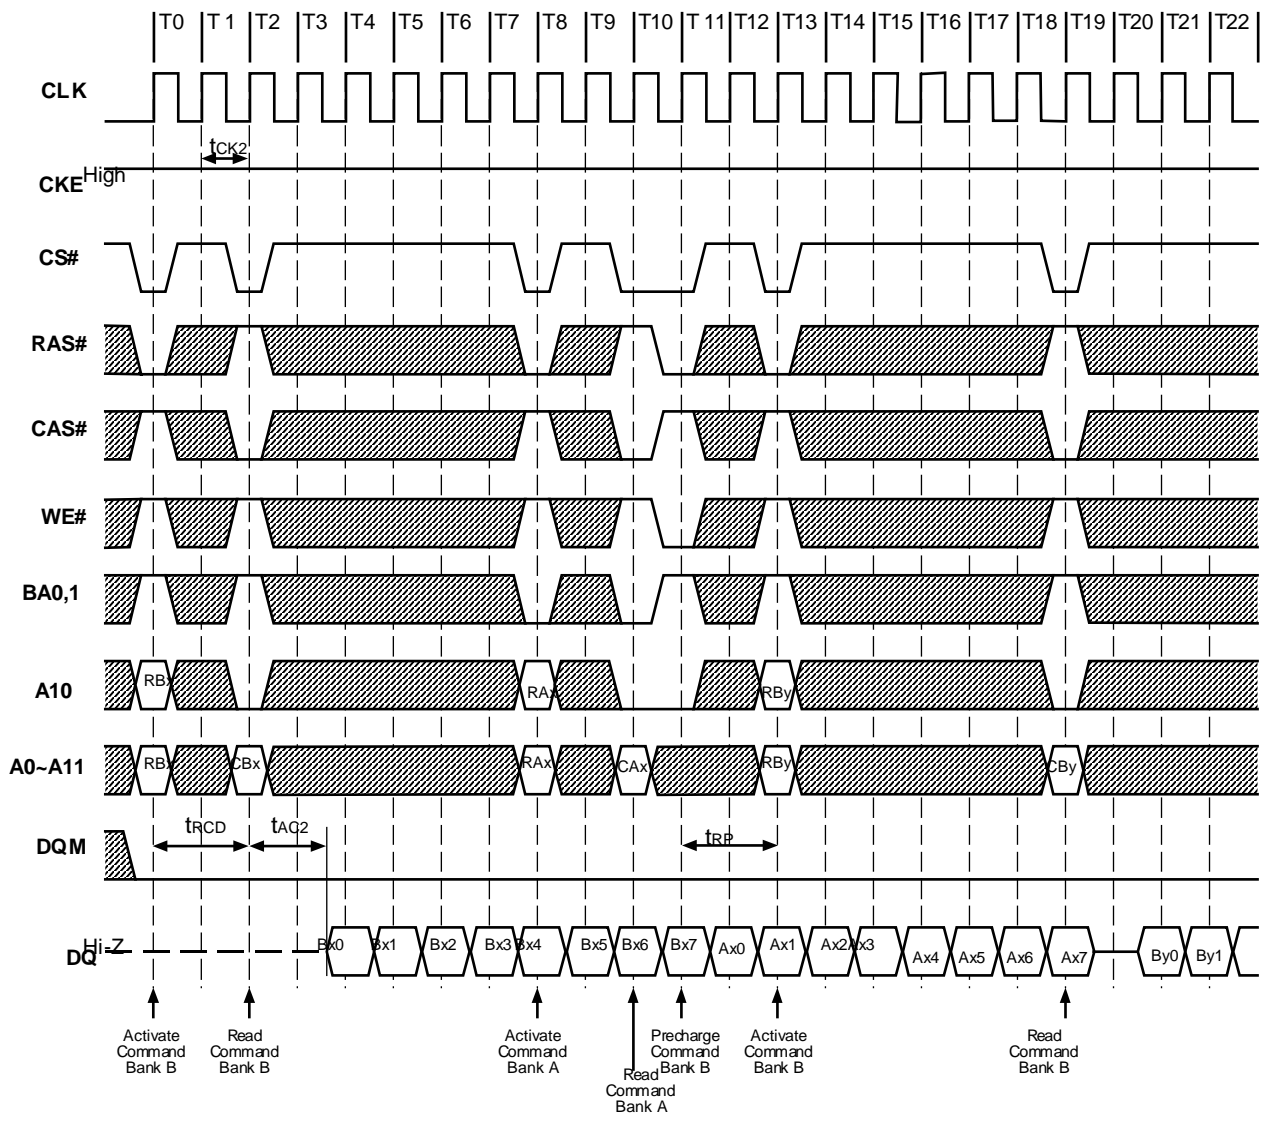 T0 T1 T2 T3 T4 T5 T6 T7 T8 T9 T10 T11 T12 T13 T14 T15 T16 T17 T18 T19 T20 T21 T22
CLK
tCK2
High
CKE
CS#
RAS#
CAS#
WE#
BA0,1
A10 RBx RAx RBy
A0~A11 RBx CBx RAx CAx RBy CBy
tRCD tAC2 tRP
DQM
Hi-Z
DQ Bx0 Bx1 Bx2 Bx3 Bx4 Bx5 Bx6 Bx7 Ax0 Ax1 Ax2 Ax3 Ax4 Ax5 Ax6 Ax7 By0 By1
Activate Command Bank B
Read Command Bank B
Activate Command Bank A
Read Command Bank A
Precharge Command Bank B
Activate Command Bank B
Read Command Bank B